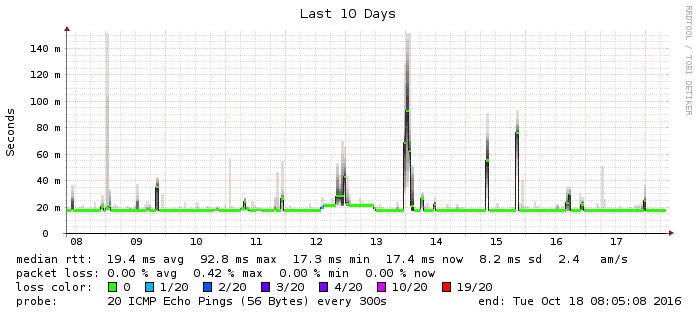 Last 10 Days
RRDTOOL / TOBI OETIKER
Seconds
140 m
120 m
100 m
80 m
60 m
40 m
20 m
0
08 09 10 11 12 13 14 15 16 17
median rtt: 19.4 ms avg 92.8 ms max 17.3 ms min 17.4 ms now 8.2 ms sd 2.4 am/s
packet loss: 0.00 % avg 0.42 % max 0.00 % min 0.00 % now
loss color: 0 1/20 2/20 3/20 4/20 10/20 19/20
probe: 20 ICMP Echo Pings (56 Bytes) every 300s end: Tue Oct 18 08:05:08 2016